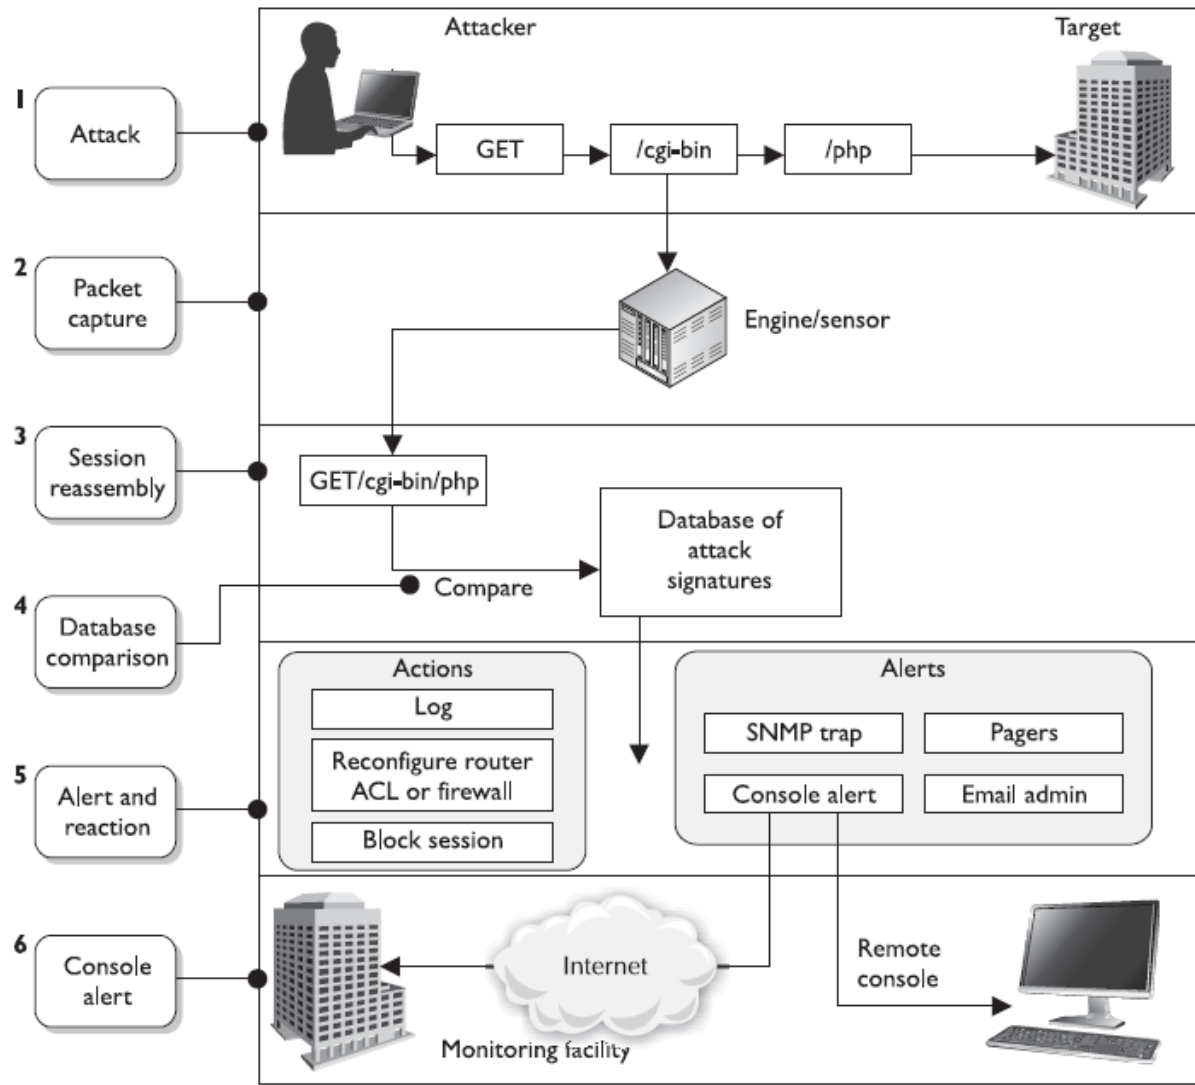 Attacker
Target
1
Attack
GET
/cgi-bin
/php
2
Packet
capture
Engine/sensor
3
Session
reassembly
GET/cgi-bin/php
Database of
attack
signatures
Compare
4
Database
comparison
Actions
Log
Reconfigure router
ACL or firewall
Block session
Alerts
SNMP trap
Pagers
Console alert
Email admin
5
Alert and
reaction
6
Console
alert
Internet
Monitoring facility
Remote
console